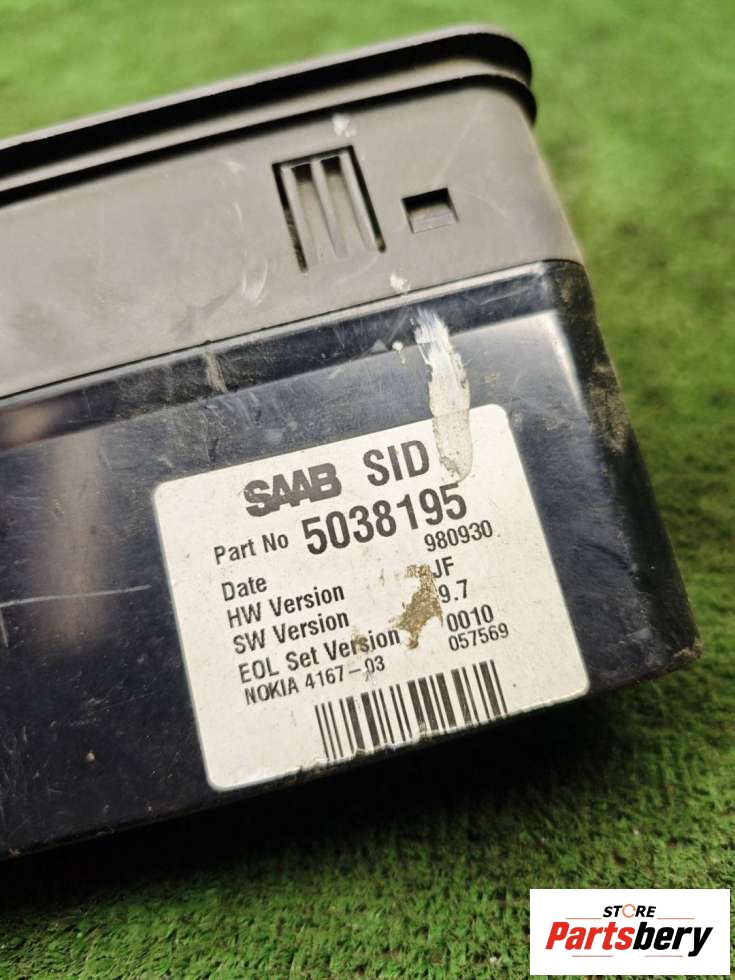 SAAB SID
Part No 5038195
Date 980930
HW Version JF
SW Version 9.7
EOL Set Version 0010
NOKIA 4167-03 057569
STORE
Partsbery